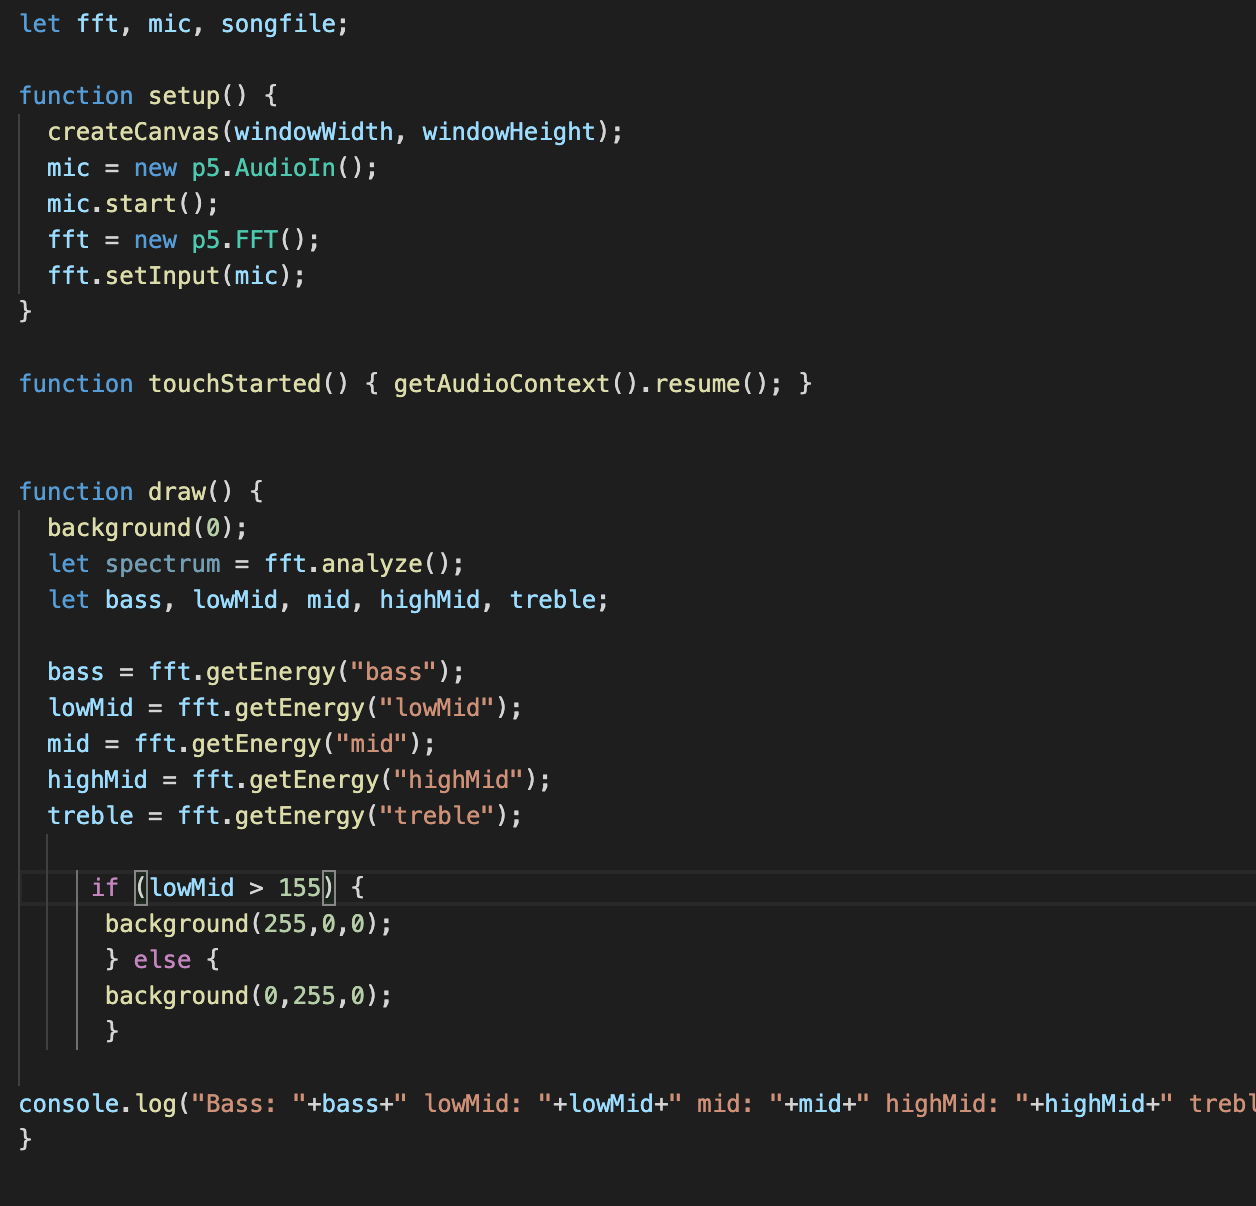 let fft, mic, songfile;
function setup() {
createCanvas(windowWidth, windowHeight);
mic = new p5.AudioIn();
mic.start();
fft = new p5.FFT();
fft.setInput(mic);
}
function touchStarted() { getAudioContext().resume(); }
function draw() {
background(0);
let spectrum = fft.analyze();
let bass, lowMid, mid, highMid, treble;
bass = fft.getEnergy("bass");
lowMid = fft.getEnergy("lowMid");
mid = fft.getEnergy("mid");
highMid = fft.getEnergy("highMid");
treble = fft.getEnergy("treble");
if (lowMid > 155) {
background(255,0,0);
} else {
background(0,255,0);
}
console.log("Bass: "+bass+" lowMid: "+lowMid+" mid: "+mid+" highMid: "+highMid+"
}